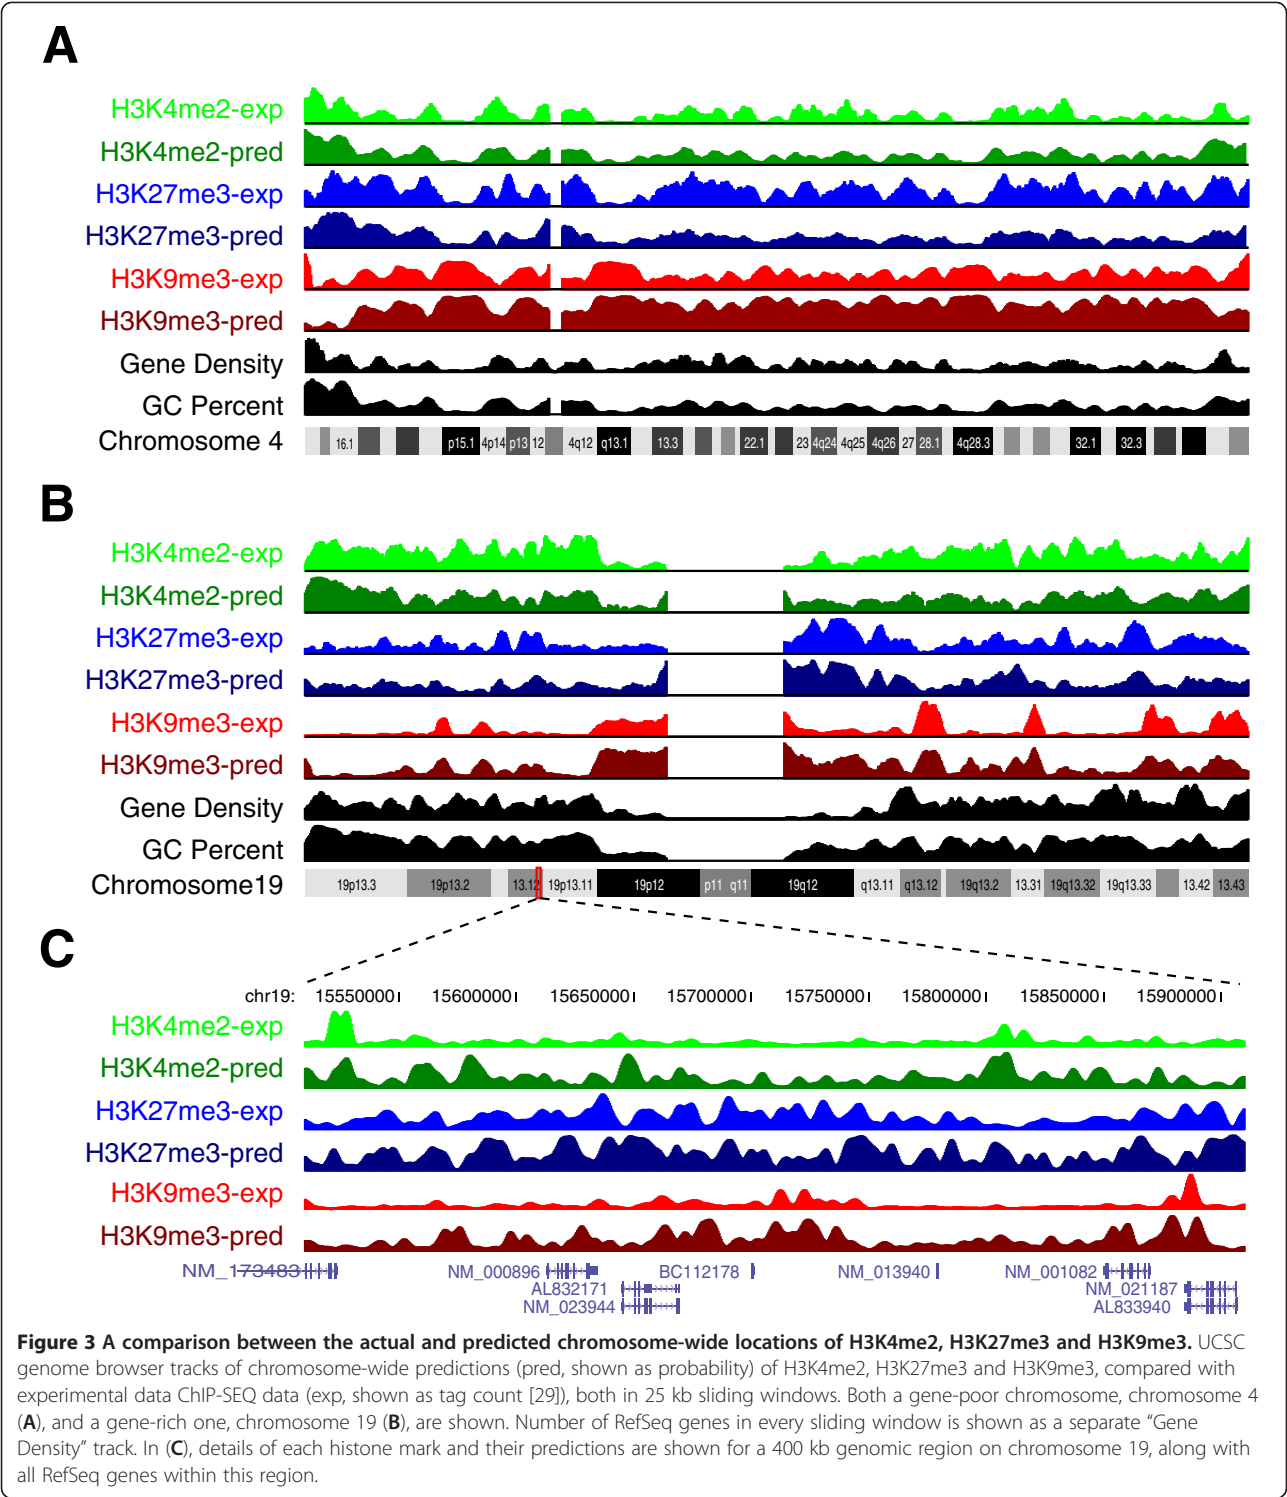 A
H3K4me2-exp
H3K4me2-pred
H3K27me3-exp
H3K27me3-pred
H3K9me3-exp
H3K9me3-pred
Gene Density
GC Percent
Chromosome 4 16.1 p15.1 4p14 p13 12 4q12 q13.1 13.3 22.1 23 4q24 4q25 4q26 27 28.1 4q28.3 32.1 32.3
B
H3K4me2-exp
H3K4me2-pred
H3K27me3-exp
H3K27me3-pred
H3K9me3-exp
H3K9me3-pred
Gene Density
GC Percent
Chromosome19 19p13.3 19p13.2 13.12 19p13.11 19p12 p11 q11 19q12 q13.11 q13.12 19q13.2 13.31 19q13.32 19q13.33 13.42 13.43
C
chr19: 15550000 15600000 15650000 15700000 15750000 15800000 15850000 15900000
H3K4me2-exp
H3K4me2-pred
H3K27me3-exp
H3K27me3-pred
H3K9me3-exp
H3K9me3-pred
NM_173483 NM_000896 BC112178 NM_013940 NM_001082
AL832171 NM_021187
NM_023944 AL833940
Figure 3 A comparison between the actual and predicted chromosome-wide locations of H3K4me2, H3K27me3 and H3K9me3. UCSC
genome browser tracks of chromosome-wide predictions (pred, shown as probability) of H3K4me2, H3K27me3 and H3K9me3, compared with
experimental data ChIP-SEQ data (exp, shown as tag count [29]), both in 25 kb sliding windows. Both a gene-poor chromosome, chromosome 4
(A), and a gene-rich one, chromosome 19 (B), are shown. Number of RefSeq genes in every sliding window is shown as a separate “Gene
Density” track. In (C), details of each histone mark and their predictions are shown for a 400 kb genomic region on chromosome 19, along with
all RefSeq genes within this region.